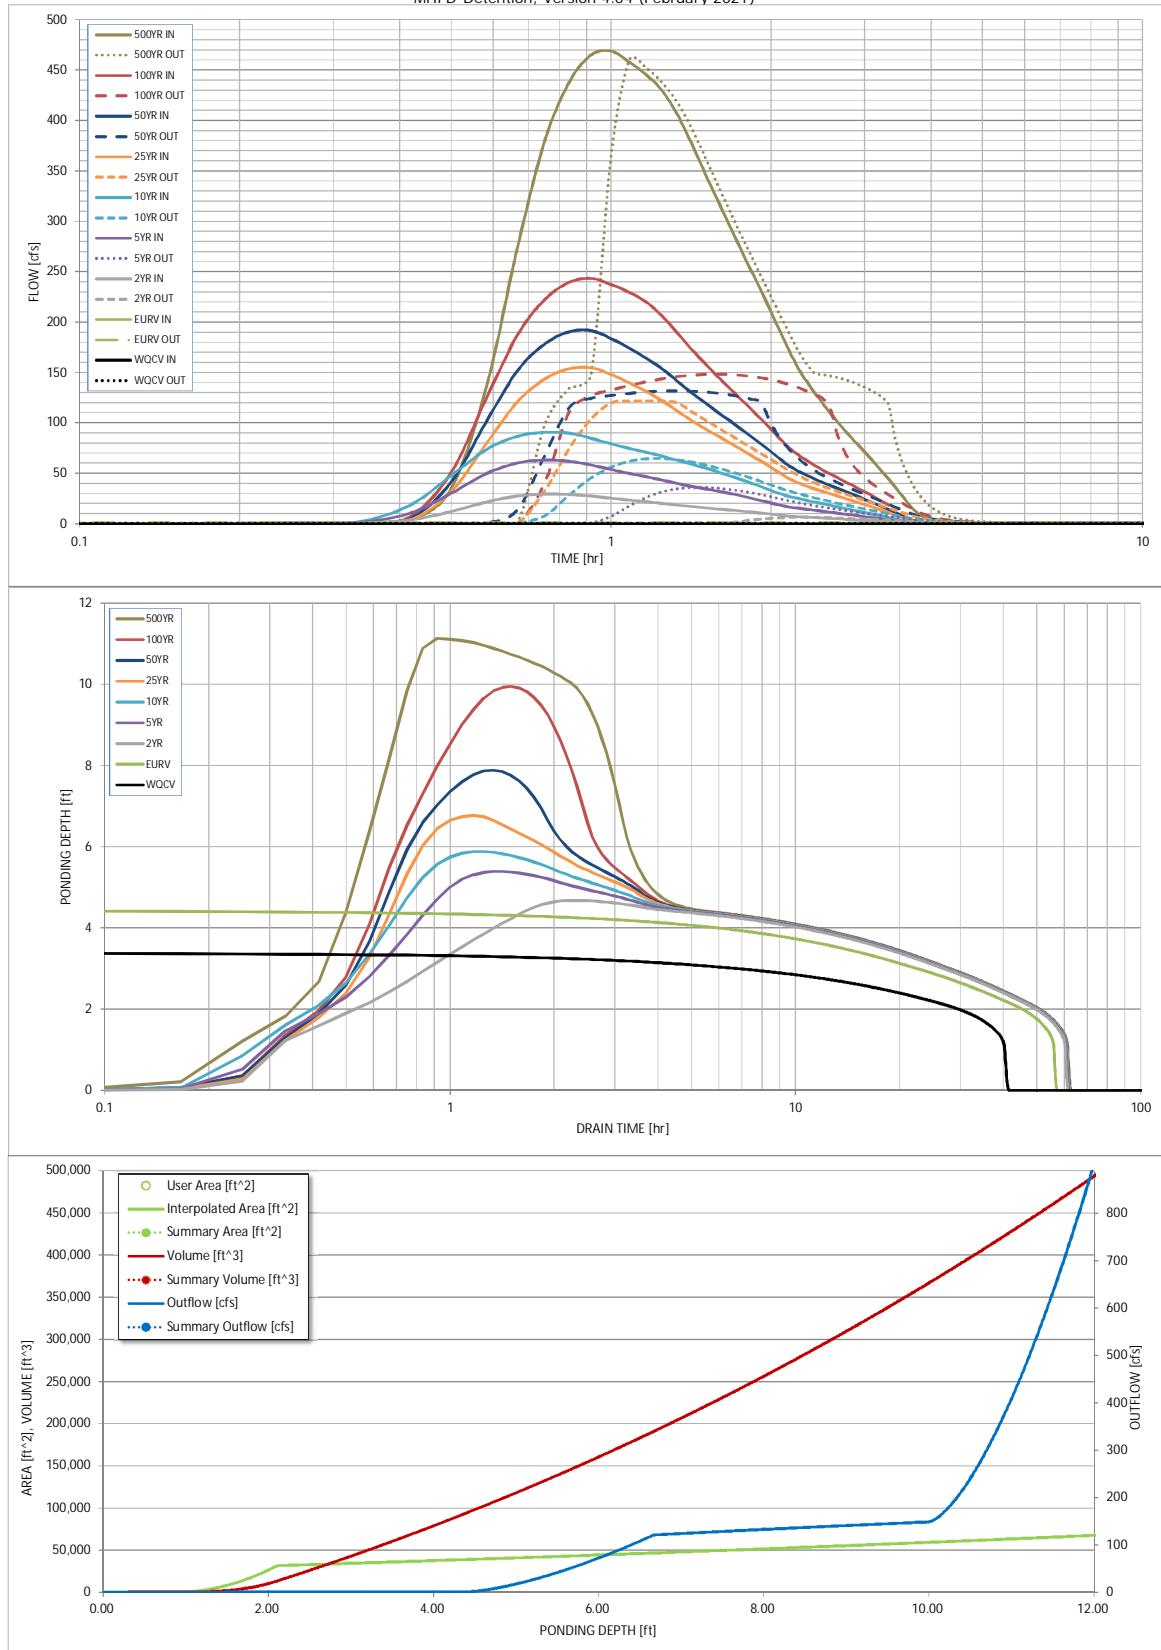 MHFD-Detention, Version 4.04 (February 2021)
500
450
400
350
300
250
200
150
100
50
0
FLOW [cfs]
500YR IN
500YR OUT
100YR IN
100YR OUT
50YR IN
50YR OUT
25YR IN
25YR OUT
10YR IN
10YR OUT
5YR IN
5YR OUT
2YR IN
2YR OUT
EURV IN
EURV OUT
WQCV IN
WQCV OUT
0.1
1
10
TIME [hr]
12
10
8
6
4
2
0
PONDING DEPTH [ft]
500YR
100YR
50YR
25YR
10YR
5YR
2YR
EURV
WQCV
0.1
1
10
100
DRAIN TIME [hr]
500,000
450,000
400,000
350,000
300,000
250,000
200,000
150,000
100,000
50,000
0
AREA [ft^2], VOLUME [ft^3]
User Area [ft^2]
Interpolated Area [ft^2]
Summary Area [ft^2]
Volume [ft^3]
Summary Volume [ft^3]
Outflow [cfs]
Summary Outflow [cfs]
800
700
600
500
400
300
200
100
0
OUTFLOW [cfs]
0.00
2.00
4.00
6.00
8.00
10.00
12.00
PONDING DEPTH [ft]